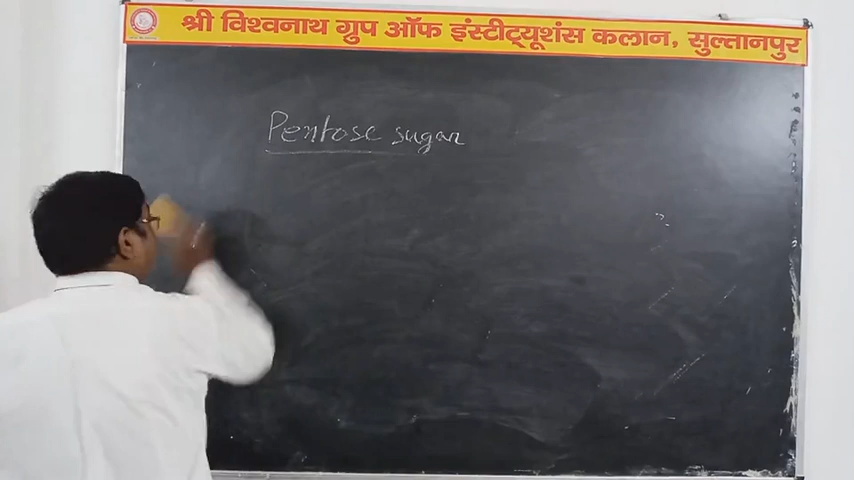 श्री विश्वनाथ ग्रुप ऑफ इंस्टीट्यूशंस कलान, सुल्तानपुर
Pentose sugar